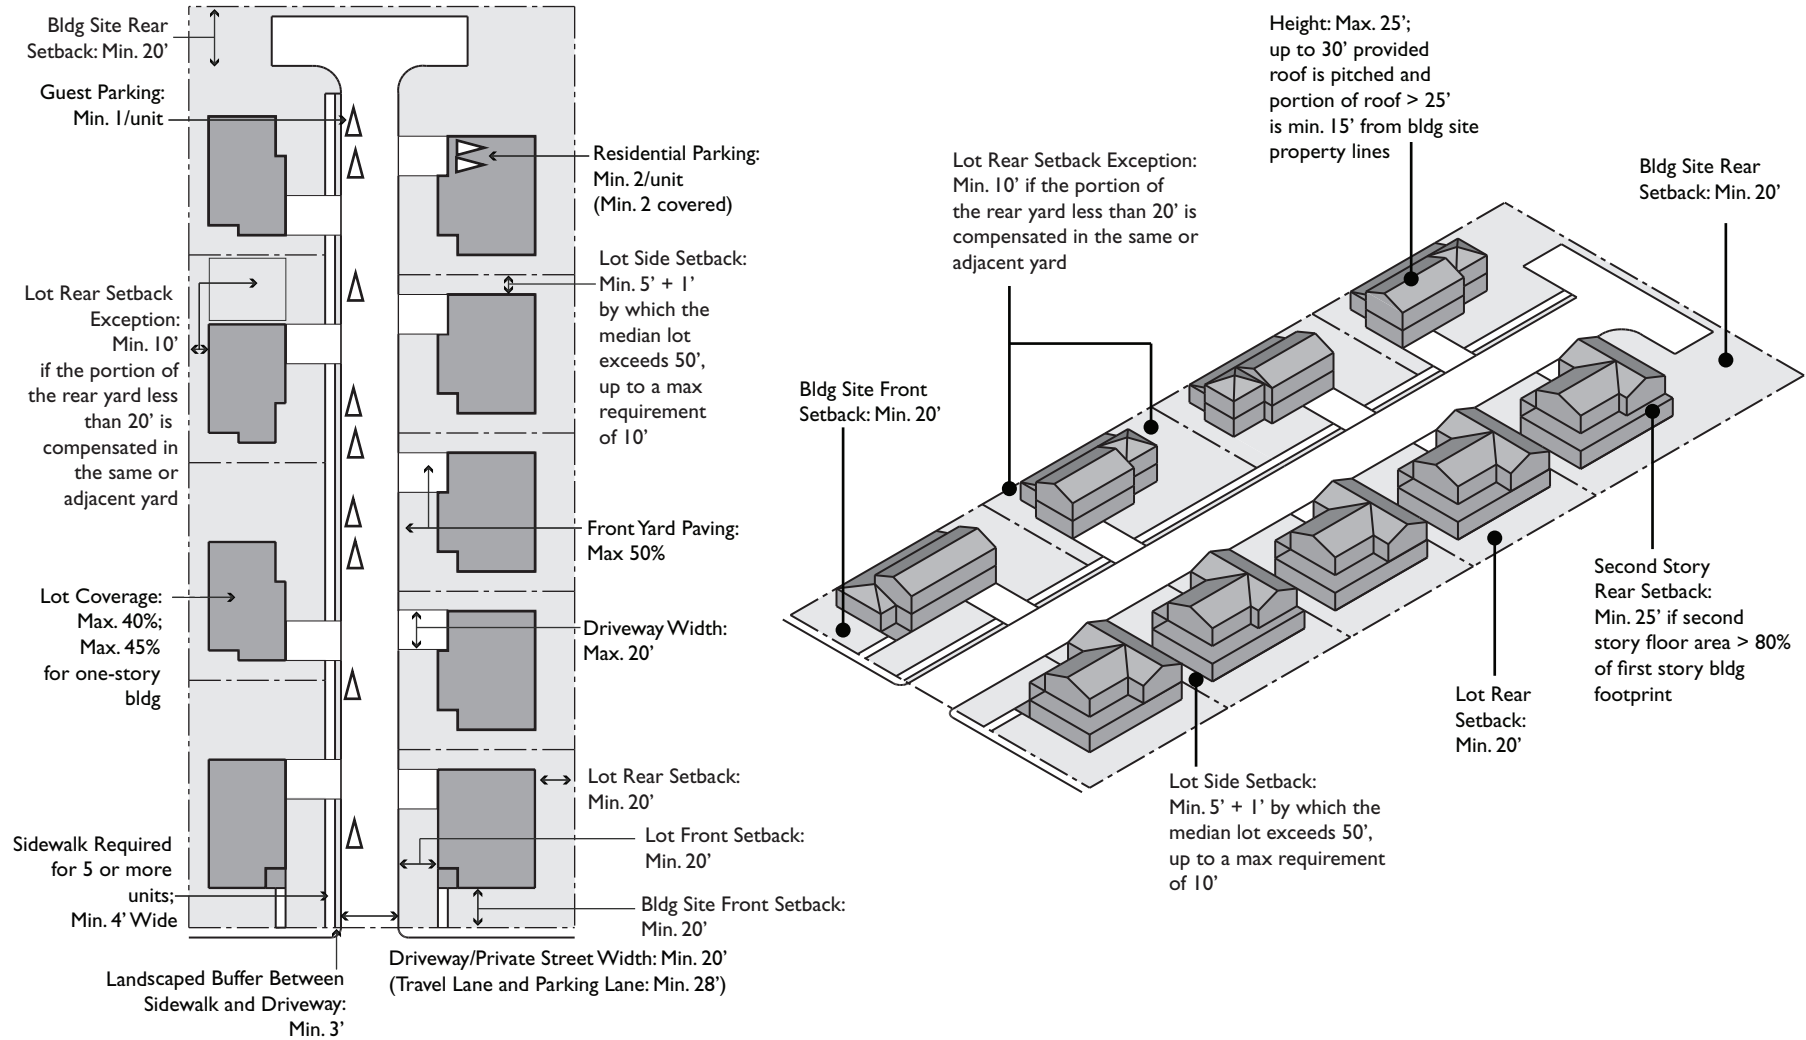 Bldg Site Rear
Setback: Min. 20’
Guest Parking:
Min. 1/unit
Lot Rear Setback
Exception:
Min. 10’
if the portion of
the rear yard less
than 20’ is
compensated in
the same or
adjacent yard
Lot Coverage:
Max. 40%;
Max. 45%
for one-story
bldg
Sidewalk Required
for 5 or more
units;
Min. 4’ Wide
Landscaped Buffer Between
Sidewalk and Driveway:
Min. 3’
Residential Parking:
Min. 2/unit
(Min. 2 covered)
Lot Side Setback:
Min. 5’ + 1’
by which the
median lot
exceeds 50’,
up to a max
requirement
of 10’
Front Yard Paving:
Max 50%
Driveway Width:
Max. 20’
Lot Rear Setback:
Min. 20’
Lot Front Setback:
Min. 20’
Bldg Site Front Setback:
Min. 20’
Driveway/Private Street Width: Min. 20’
(Travel Lane and Parking Lane: Min. 28’)
Height: Max. 25’;
up to 30’ provided
roof is pitched and
portion of roof > 25’
is min. 15’ from bldg site
property lines
Lot Rear Setback Exception:
Min. 10’ if the portion of
the rear yard less than 20’ is
compensated in the same or
adjacent yard
Bldg Site Rear
Setback: Min. 20’
Bldg Site Front
Setback: Min. 20’
Second Story
Rear Setback:
Min. 25’ if second
story floor area > 80%
of first story bldg
footprint
Lot Rear
Setback:
Min. 20’
Lot Side Setback:
Min. 5’ + 1’ by which the
median lot exceeds 50’,
up to a max requirement
of 10’